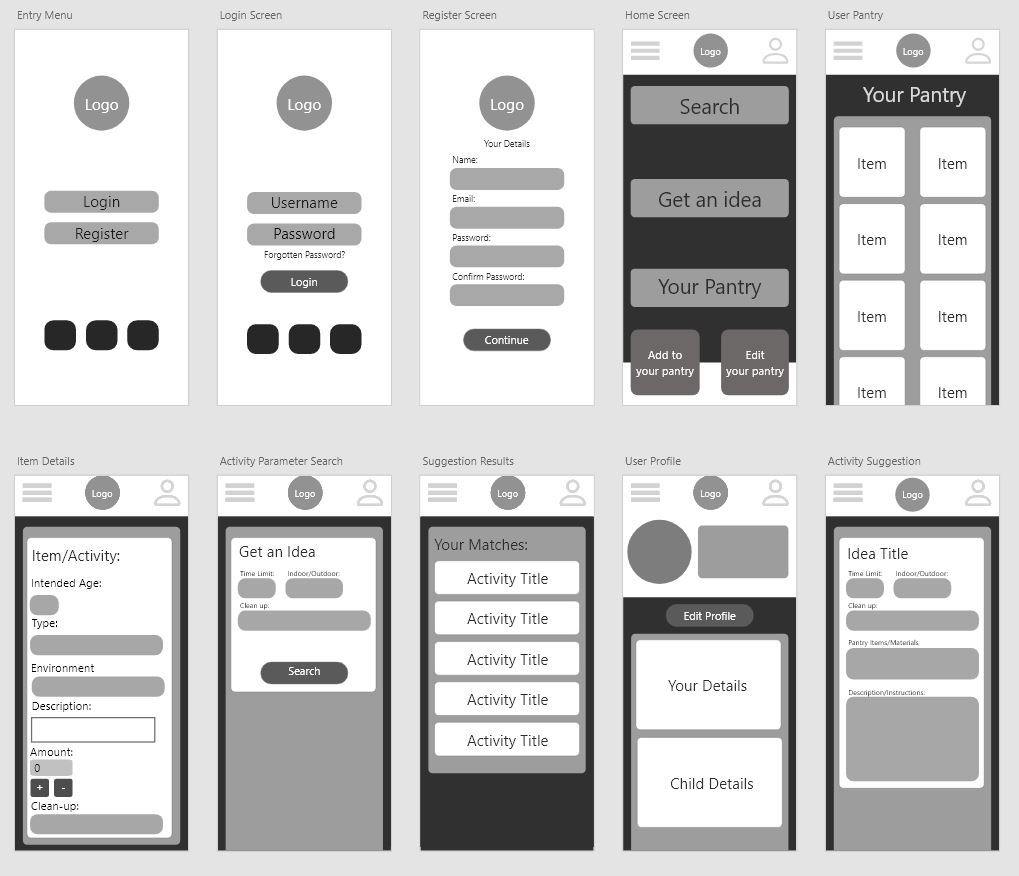 Entry Menu
Logo
Login
Register
Login Screen
Logo
Username
Password
Forgotten Password?
Login
Register Screen
Logo
Your Details
Name:
Email:
Password:
Confirm Password:
Continue
Home Screen
Logo
Search
Get an idea
Your Pantry
Add to
your pantry
Edit
your pantry
User Pantry
Logo
Your Pantry
Item Item
Item Item
Item Item
Item Item
Item Details
Logo
Item/Activity:
Intended Age:
Type:
Environment
Description:
Amount:
0
+ -
Clean-up:
Activity Parameter Search
Logo
Get an Idea
Time Limit: Indoor/Outdoor:
Clean up:
Search
Suggestion Results
Logo
Your Matches:
Activity Title
Activity Title
Activity Title
Activity Title
Activity Title
User Profile
Logo
Edit Profile
Your Details
Child Details
Activity Suggestion
Logo
Idea Title
Time Limit: Indoor/Outdoor:
Clean up:
Pantry Items/Materials
Description/Instructions: